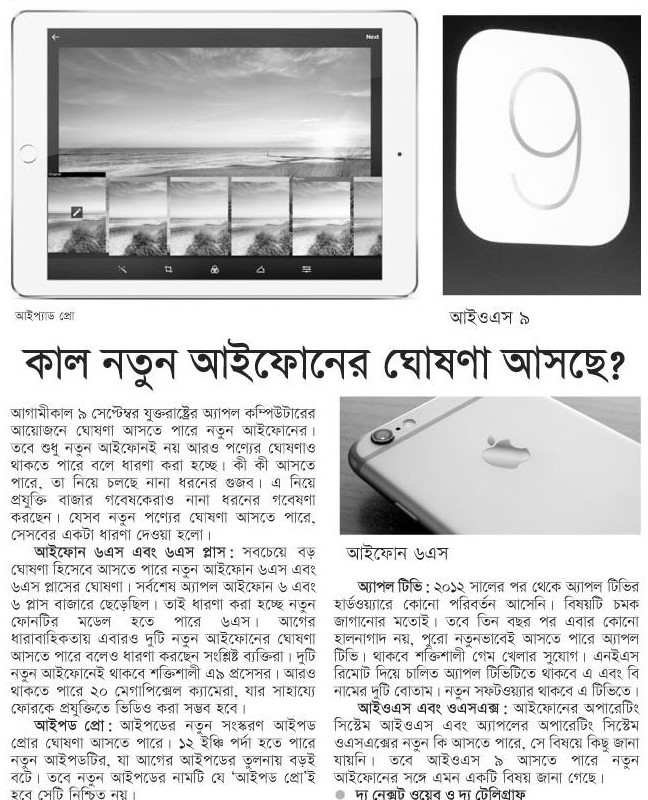 Next
আইপ্যাড প্রো
9
আইওএস ৯
কাল নতুন আইফোনের ঘোষণা আসছে?
আগামীকাল ৯ সেপ্টেম্বর যুক্তরাষ্ট্রের অ্যাপল কম্পিউটারের
আয়োজনে ঘোষণা আসতে পারে নতুন আইফোনের।
তবে শুধু নতুন আইফোনই নয় আরও পণ্যের ঘোষণাও
থাকতে পারে বলে ধারণা করা হচ্ছে। কী কী আসতে
পারে, তা নিয়ে চলছে নানা ধরনের গুজব। এ নিয়ে
প্রযুক্তি বাজার গবেষকেরাও নানা ধরনের গবেষণা
করছেন। যেসব নতুন পণ্যের ঘোষণা আসতে পারে,
সেসবের একটা ধারণা দেওয়া হলো।
আইফোন ৬এস এবং ৬এস প্লাস : সবচেয়ে বড়
ঘোষণা হিসেবে আসতে পারে নতুন আইফোন ৬এস এবং
৬এস প্লাসের ঘোষণা। সর্বশেষ অ্যাপল আইফোন ৬ এবং
৬ প্লাস বাজারে ছেড়েছিল। তাই ধারণা করা হচ্ছে নতুন
ফোনটির মডেল হতে পারে ৬এস। আগের
ধারাবাহিকতায় এবারও দুটি নতুন আইফোনের ঘোষণা
আসতে পারে বলেও ধারণা করছেন সংশ্লিষ্ট ব্যক্তিরা। দুটি
নতুন আইফোনেই থাকবে শক্তিশালী এ৯ প্রসেসর। আরও
থাকতে পারে ২০ মেগাপিক্সেল ক্যামেরা, যার সাহায্যে
ফোরকে প্রযুক্তিতে ভিডিও করা সম্ভব হবে।
আইপড প্রো : আইপডের নতুন সংস্করণ আইপড
প্রোর ঘোষণা আসতে পারে। ১২ ইঞ্চি পর্দা হতে পারে
নতুন আইপডটির, যা আগের আইপডের তুলনায় বড়ই
বটে। তবে নতুন আইপডের নামটি যে ‘আইপড প্রো’ই
হবে সেটি নিশ্চিত নয়।
আইফোন ৬এস
অ্যাপল টিভি : ২০১২ সালের পর থেকে অ্যাপল টিভির
হার্ডওয়্যারে কোনো পরিবর্তন আসেনি। বিষয়টি চমক
জাগানোর মতোই। তবে তিন বছর পর এবার কোনো
হালনাগাদ নয়, পুরো নতুনভাবেই আসতে পারে অ্যাপল
টিভি। থাকবে শক্তিশালী গেম খেলার সুযোগ। এনইএস
রিমোট দিয়ে চালিত অ্যাপল টিভিটিতে থাকবে এ এবং বি
নামের দুটি বোতাম। নতুন সফটওয়্যার থাকবে এ টিভিতে।
আইওএস এবং ওএসএক্স : আইফোনের অপারেটিং
সিস্টেম আইওএস এবং অ্যাপলের অপারেটিং সিস্টেম
ওএসএক্সের নতুন কি আসতে পারে, সে বিষয়ে কিছু জানা
যায়নি। তবে আইওএস ৯ আসতে পারে নতুন
আইফোনের সঙ্গে এমন একটি বিষয় জানা গেছে।
● দ্য নেক্সট ওয়েব ও দ্য টেলিগ্রাফ